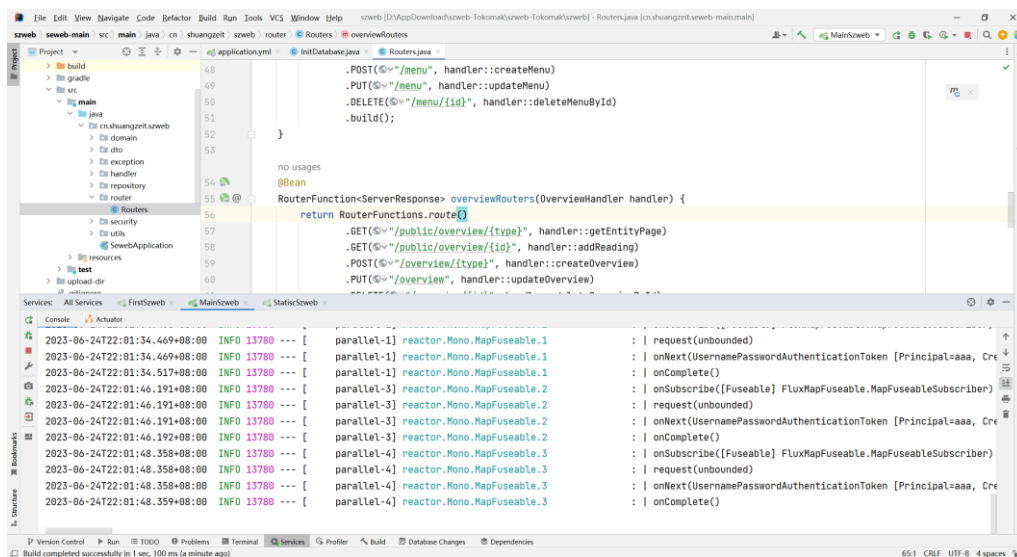 File Edit View Navigate Code Refactor Build Run Tools VCS Window Help szweb [D:\AppDownload\szweb-Tokomak\szweb-Tokomak\szweb] - Routers.java [cn.shuangzeit.seweb-main.main]
szweb seweb-main src main java cn shuangzeit szweb router Routers overviewRouters MainSzweb
Project application.yml InitDatabase.java Routers.java
build
gradle
src
main
java
cn.shuangzeit.szweb
domain
dto
exception
handler
repository
router
Routers
security
utils
SewebApplication
resources
test
upload-dir
48 .POST("/menu", handler::createMenu)
49 .PUT("/menu", handler::updateMenu)
50 .DELETE("/menu/{id}", handler::deleteMenuById)
51 .build();
52 }
53
no usages
54 @Bean
55 @ RouterFunction<ServerResponse> overviewRouters(OverviewHandler handler) {
56 return RouterFunctions.route()
57 .GET("/public/overview/{type}", handler::getEntityPage)
58 .GET("/public/overview/{id}", handler::addReading)
59 .POST("/overview/{type}", handler::createOverview)
60 .PUT("/overview", handler::updateOverview)
Services: All Services FirstSzweb MainSzweb StatiscSzweb
Console Actuator
2023-06-24T22:01:34.469+08:00 INFO 13780 --- [ parallel-1] reactor.Mono.MapFuseable.1 : | request(unbounded)
2023-06-24T22:01:34.469+08:00 INFO 13780 --- [ parallel-1] reactor.Mono.MapFuseable.1 : | onNext(UsernamePasswordAuthenticationToken [Principal=aaa, Cre
2023-06-24T22:01:34.517+08:00 INFO 13780 --- [ parallel-1] reactor.Mono.MapFuseable.1 : | onComplete()
2023-06-24T22:01:46.191+08:00 INFO 13780 --- [ parallel-3] reactor.Mono.MapFuseable.2 : | onSubscribe([Fuseable] FluxMapFuseable.MapFuseableSubscriber)
2023-06-24T22:01:46.191+08:00 INFO 13780 --- [ parallel-3] reactor.Mono.MapFuseable.2 : | request(unbounded)
2023-06-24T22:01:46.191+08:00 INFO 13780 --- [ parallel-3] reactor.Mono.MapFuseable.2 : | onNext(UsernamePasswordAuthenticationToken [Principal=aaa, Cre
2023-06-24T22:01:46.192+08:00 INFO 13780 --- [ parallel-3] reactor.Mono.MapFuseable.2 : | onComplete()
2023-06-24T22:01:48.358+08:00 INFO 13780 --- [ parallel-4] reactor.Mono.MapFuseable.3 : | onSubscribe([Fuseable] FluxMapFuseable.MapFuseableSubscriber)
2023-06-24T22:01:48.358+08:00 INFO 13780 --- [ parallel-4] reactor.Mono.MapFuseable.3 : | request(unbounded)
2023-06-24T22:01:48.358+08:00 INFO 13780 --- [ parallel-4] reactor.Mono.MapFuseable.3 : | onNext(UsernamePasswordAuthenticationToken [Principal=aaa, Cre
2023-06-24T22:01:48.359+08:00 INFO 13780 --- [ parallel-4] reactor.Mono.MapFuseable.3 : | onComplete()
Bookmarks
Structure
Version Control Run TODO Problems Terminal Services Profiler Build Database Changes Dependencies
Build completed successfully in 1 sec, 100 ms (a minute ago) 65:1 CRLF UTF-8 4 spaces